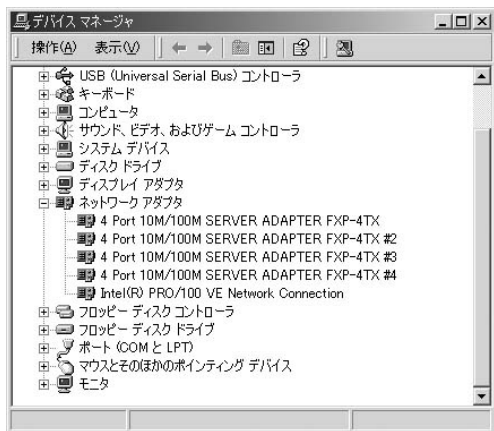 デバイス マネージャ
操作(A) 表示(V)
USB (Universal Serial Bus) コントローラ
キーボード
コンピュータ
サウンド、ビデオ、およびゲーム コントローラ
システム デバイス
ディスク ドライブ
ディスプレイ アダプタ
ネットワーク アダプタ
4 Port 10M/100M SERVER ADAPTER FXP-4TX
4 Port 10M/100M SERVER ADAPTER FXP-4TX #2
4 Port 10M/100M SERVER ADAPTER FXP-4TX #3
4 Port 10M/100M SERVER ADAPTER FXP-4TX #4
Intel(R) PRO/100 VE Network Connection
フロッピー ディスク コントローラ
フロッピー ディスク ドライブ
ポート (COM と LPT)
マウスとそのほかのポインティング デバイス
モニタ